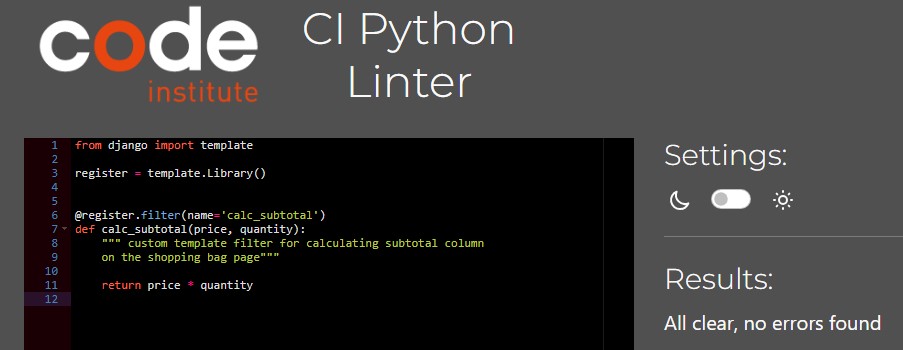 code
institute
CI Python
Linter
1 from django import template
2
3 register = template.Library()
4
5
6 @register.filter(name='calc_subtotal')
7 def calc_subtotal(price, quantity):
8     """ custom template filter for calculating subtotal column
9     on the shopping bag page"""
10
11     return price * quantity
12
Settings:
Results:
All clear, no errors found